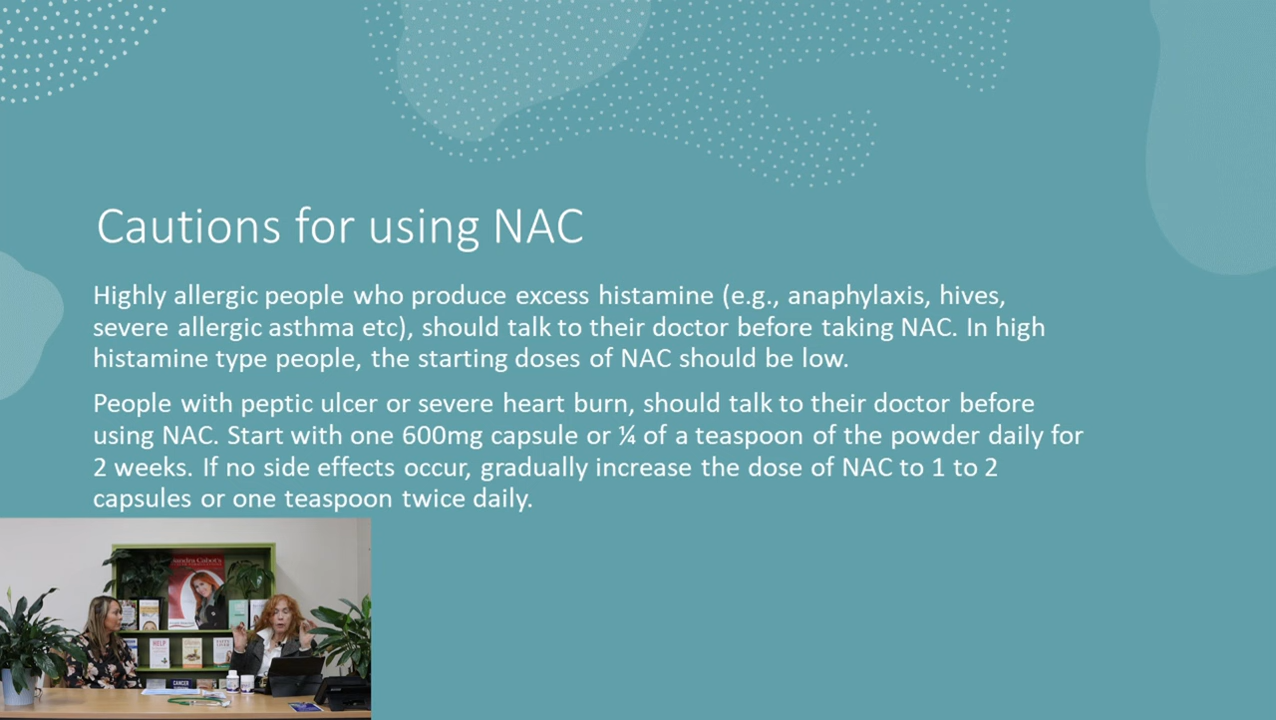 Cautions for using NAC
Highly allergic people who produce excess histamine (e.g., anaphylaxis, hives,
severe allergic asthma etc), should talk to their doctor before taking NAC. In high
histamine type people, the starting doses of NAC should be low.
People with peptic ulcer or severe heart burn, should talk to their doctor before
using NAC. Start with one 600mg capsule or ¼ of a teaspoon of the powder daily for
2 weeks. If no side effects occur, gradually increase the dose of NAC to 1 to 2
capsules or one teaspoon twice daily.
Sandra Cabot's
HELP
CANCER